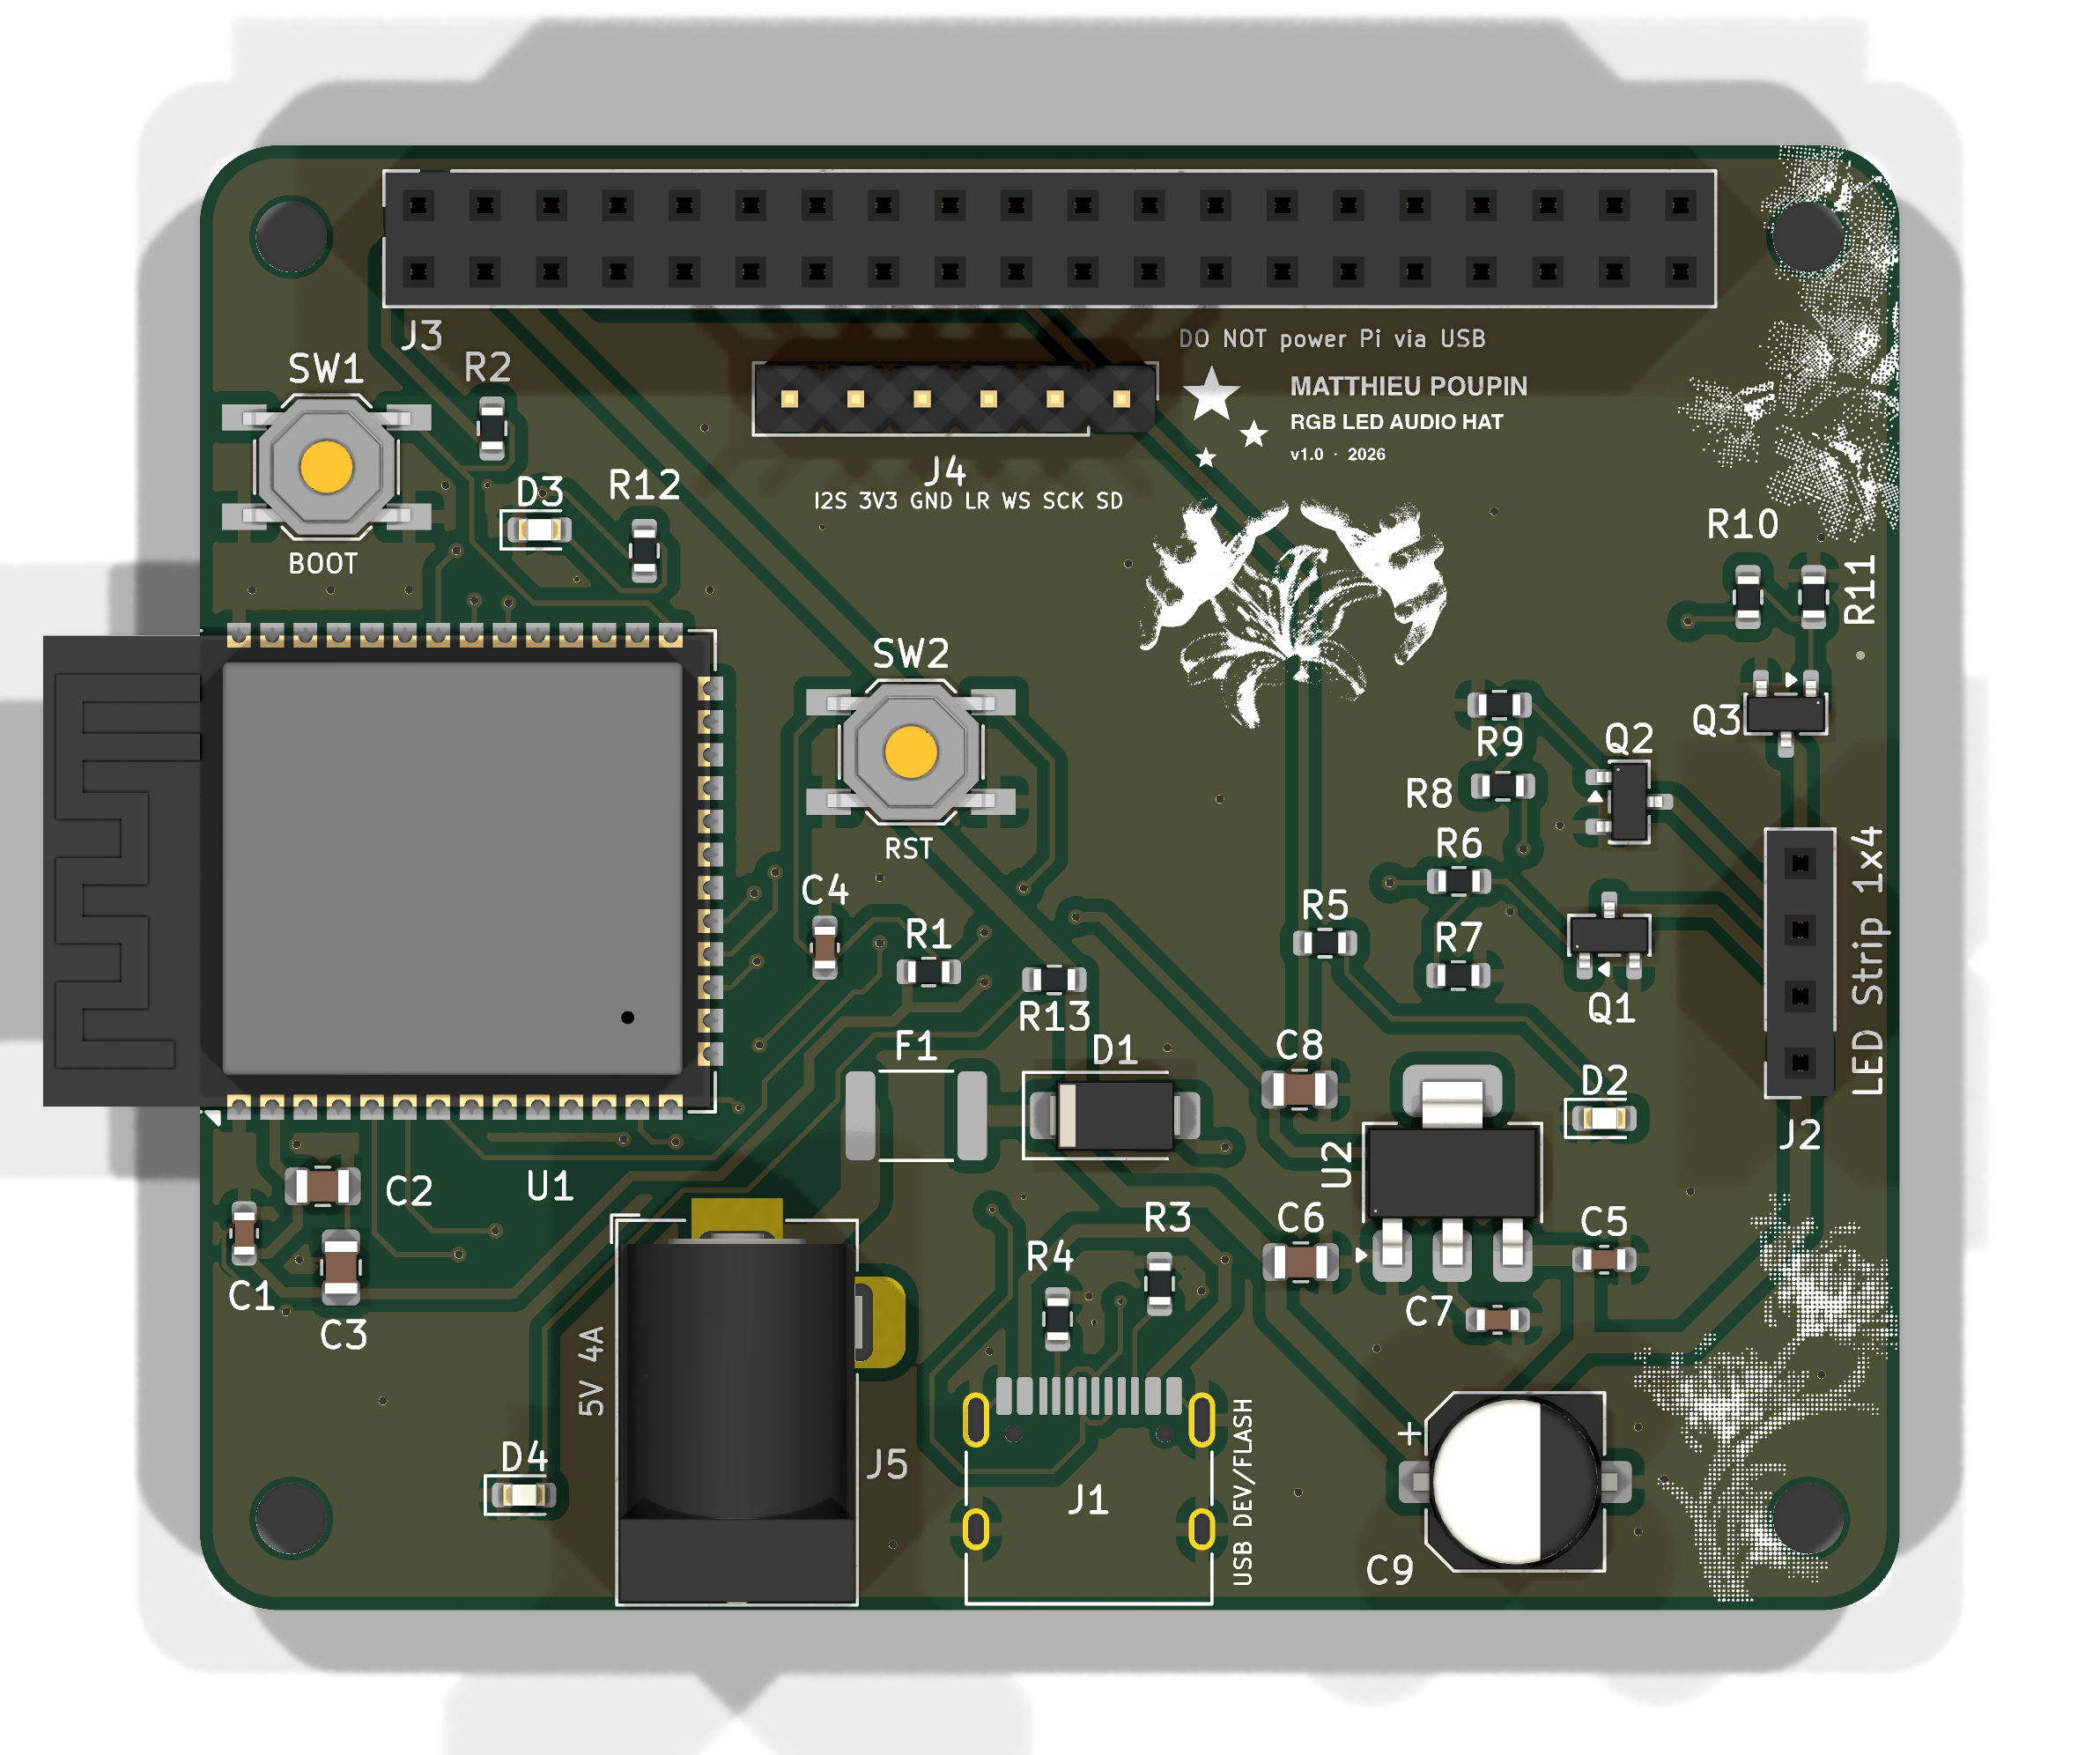 J3
DO NOT power Pi via USB
SW1
R2
MATTHIEU POUPIN
RGB LED AUDIO HAT
v1.0 · 2026
J4
I2S 3V3 GND LR WS SCK SD
D3
R12
BOOT
R10
R11
SW2
RST
Q3
R9
Q2
R8
R6
LED Strip 1x4
C4
R1
R5
R7
Q1
R13
F1
D1
C8
D2
J2
U2
C2
U1
R3
C6
C5
R4
C1
C3
C7
5V 4A
+
D4
J5
J1
USB DEV/FLASH
C9